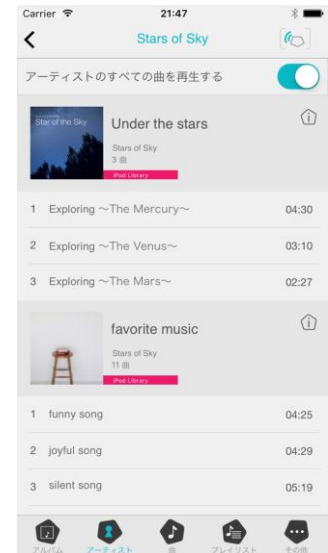 Carrier 21:47
Stars of Sky
アーティストのすべての曲を再生する
Star of the Sky
Under the stars
Stars of Sky
3 曲
iPod Library
1 Exploring ～The Mercury～ 04:30
2 Exploring ～The Venus～ 03:10
3 Exploring ～The Mars～ 02:27
favorite music
Stars of Sky
11 曲
iPod Library
1 funny song 04:25
2 joyful song 04:29
3 silent song 05:19
アルバム アーティスト 曲 プレイリスト その他